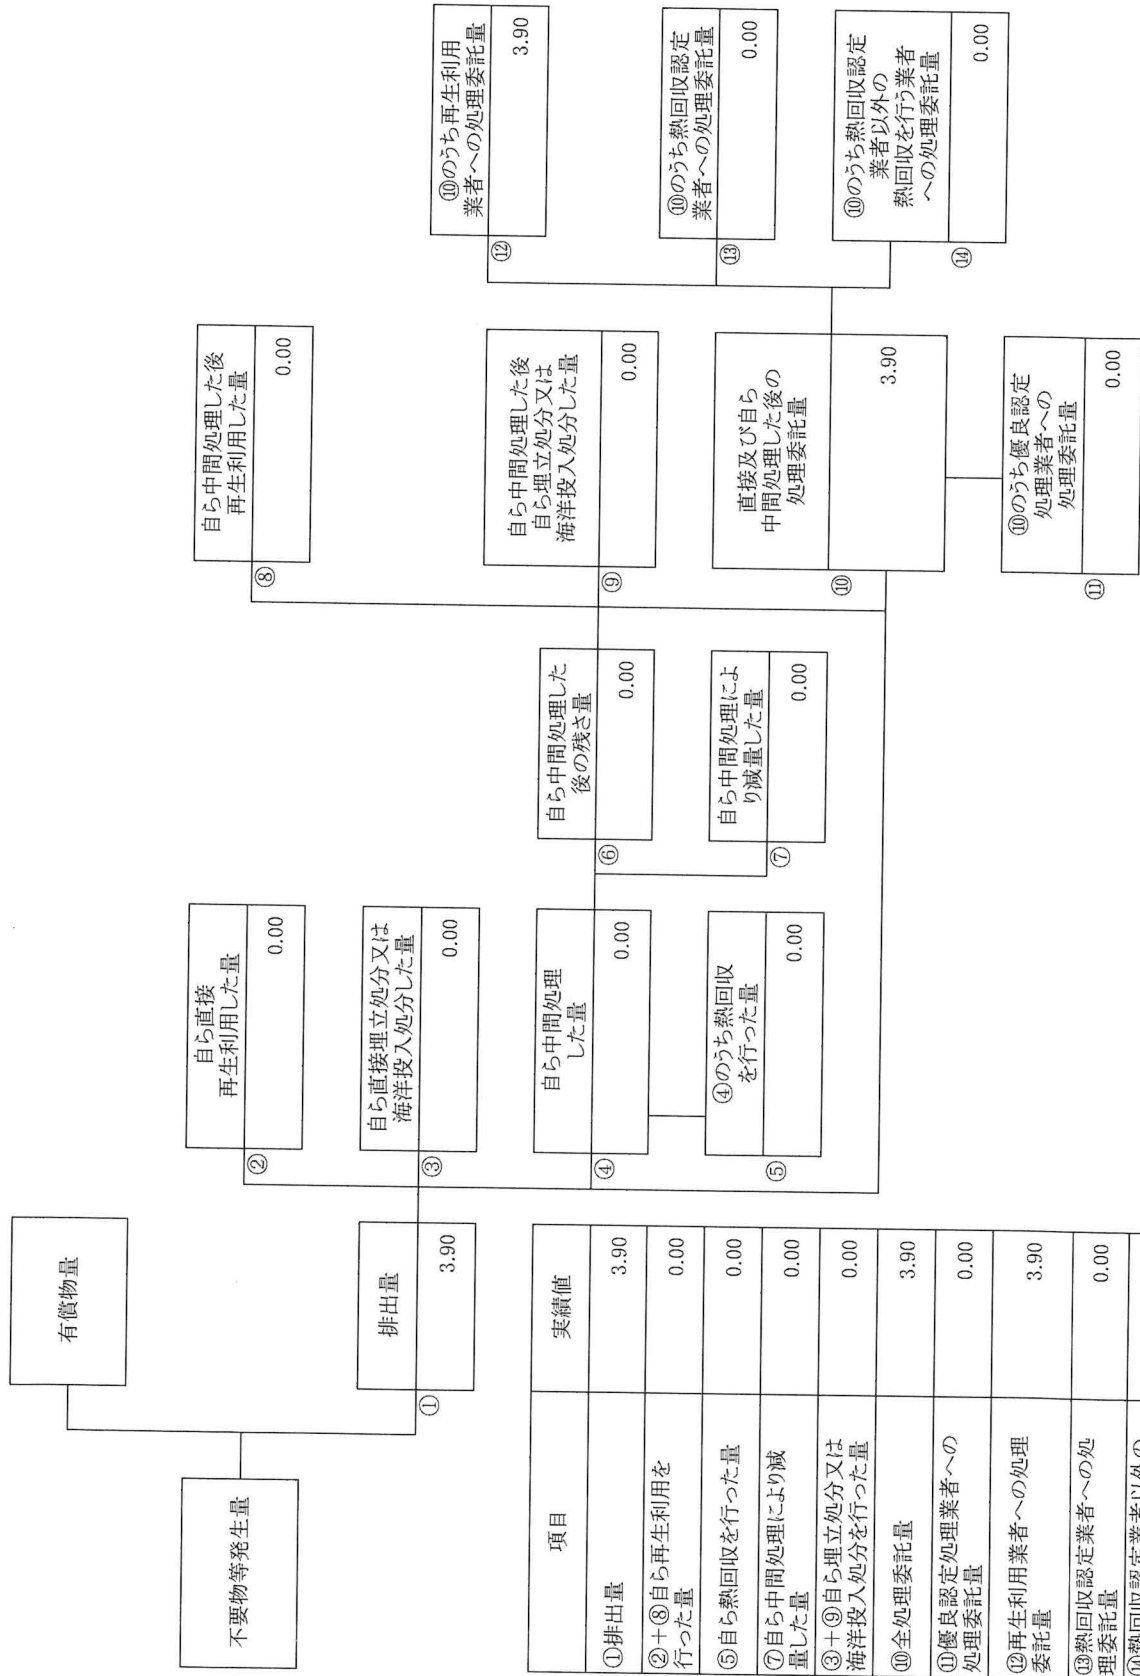 有償物量
不要物等発生量
排出量
①
3.90
自ら直接
再生利用した量
②
0.00
自ら直接埋立処分又は
海洋投入処分した量
③
0.00
自ら中間処理
した量
④
0.00
④のうち熱回収
を行った量
⑤
0.00
自ら中間処理した
後の残さ量
⑥
0.00
自ら中間処理によ
り減量した量
⑦
0.00
自ら中間処理した後
再生利用した量
⑧
0.00
自ら中間処理した後
自ら埋立処分又は
海洋投入処分した量
⑨
0.00
直接及び自ら
中間処理した後の
処理委託量
⑩
3.90
⑩のうち優良認定
処理業者への
処理委託量
⑪
0.00
⑩のうち再生利用
業者への処理委託量
⑫
3.90
⑩のうち熱回収認定
業者への処理委託量
⑬
0.00
⑩のうち熱回収認定
業者以外の
熱回収を行う業者
への処理委託量
⑭
0.00
項目 実績値
①排出量 3.90
②+⑧自ら再生利用を
行った量 0.00
⑤自ら熱回収を行った量 0.00
⑦自ら中間処理により減
量した量 0.00
③+⑨自ら埋立処分又は
海洋投入処分を行った量 0.00
⑩全処理委託量 3.90
⑪優良認定処理業者への
処理委託量 0.00
⑫再生利用業者への処理
委託量 3.90
⑬熱回収認定業者への処
理委託量 0.00
⑭熱回収認定業者以外の